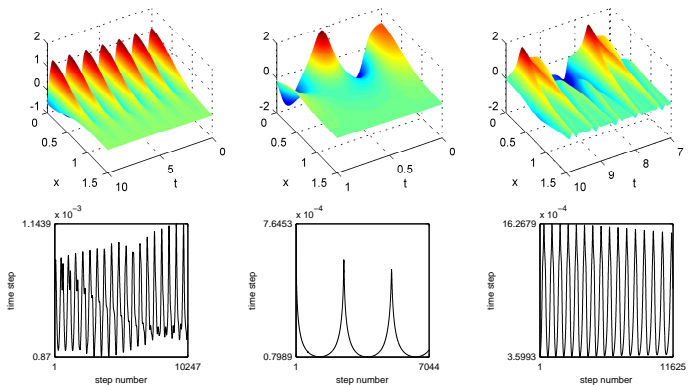 2
1
0
-1
0
0.5
1
1.5
x
10
5
0
t
2
0
-2
0
0.5
1
1.5
x
1
0.5
0
t
2
0
-2
0
0.5
1
1.5
x
10
9
8
7
t
x 10⁻³
1.1439
time step
0.87
1
10247
step number
x 10⁻⁴
7.6453
time step
0.7989
1
7044
step number
x 10⁻⁴
16.2679
time step
3.5993
1
11625
step number